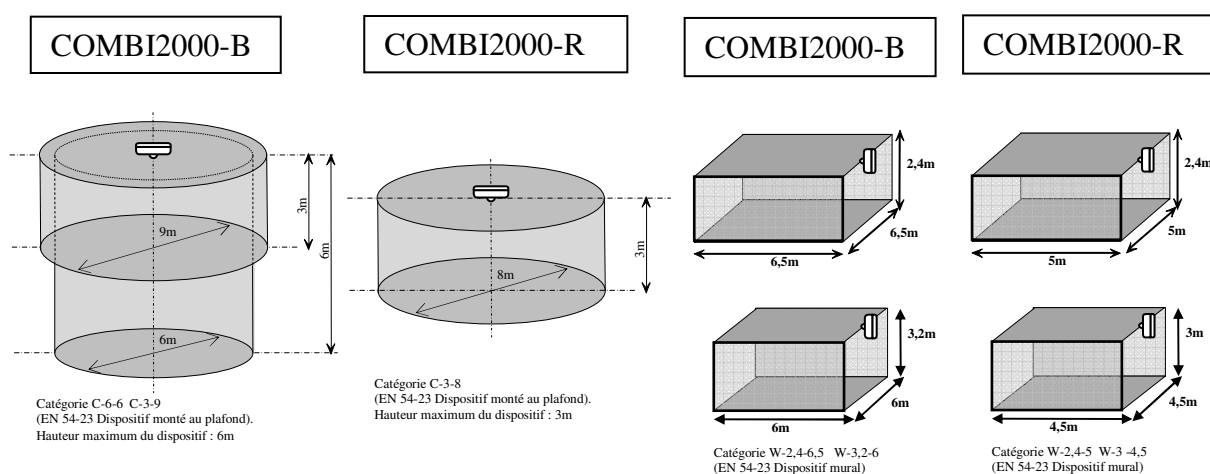 COMBI2000-B
COMBI2000-R
COMBI2000-B
COMBI2000-R
3m
6m
9m
6m
Catégorie C-6-6 C-3-9
(EN 54-23 Dispositif monté au plafond).
Hauteur maximum du dispositif : 6m
3m
8m
Catégorie C-3-8
(EN 54-23 Dispositif monté au plafond).
Hauteur maximum du dispositif : 3m
2,4m
6,5m
6,5m
3,2m
6m
6m
Catégorie W-2,4-6,5 W-3,2-6
(EN 54-23 Dispositif mural)
2,4m
5m
5m
3m
4,5m
4,5m
Catégorie W-2,4-5 W-3 -4,5
(EN 54-23 Dispositif mural)